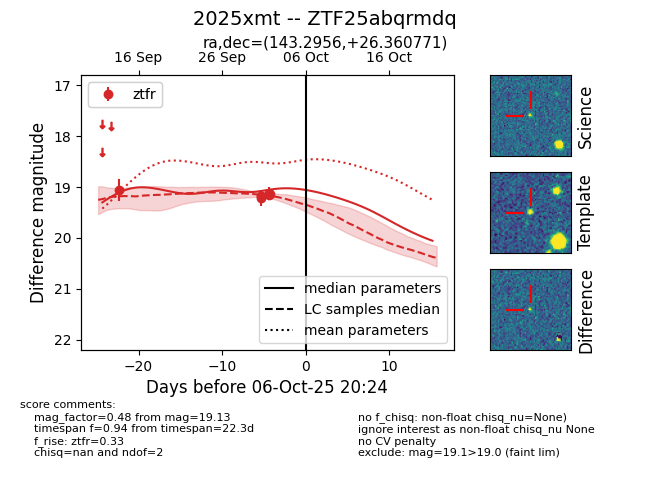 2025xmt -- ZTF25abqrmdq
ra,dec=(143.2956,+26.360771)
16 Sep
26 Sep
06 Oct
16 Oct
ztfr
17
18
19
20
21
22
Difference magnitude
median parameters
LC samples median
mean parameters
−20
−10
0
10
Days before 06-Oct-25 20:24
Science
Template
Difference
score comments:
mag_factor=0.48 from mag=19.13
timespan f=0.94 from timespan=22.3d
f_rise: ztfr=0.33
chisq=nan and ndof=2
no f_chisq: non-float chisq_nu=None)
ignore interest as non-float chisq_nu None
no CV penalty
exclude: mag=19.1>19.0 (faint lim)